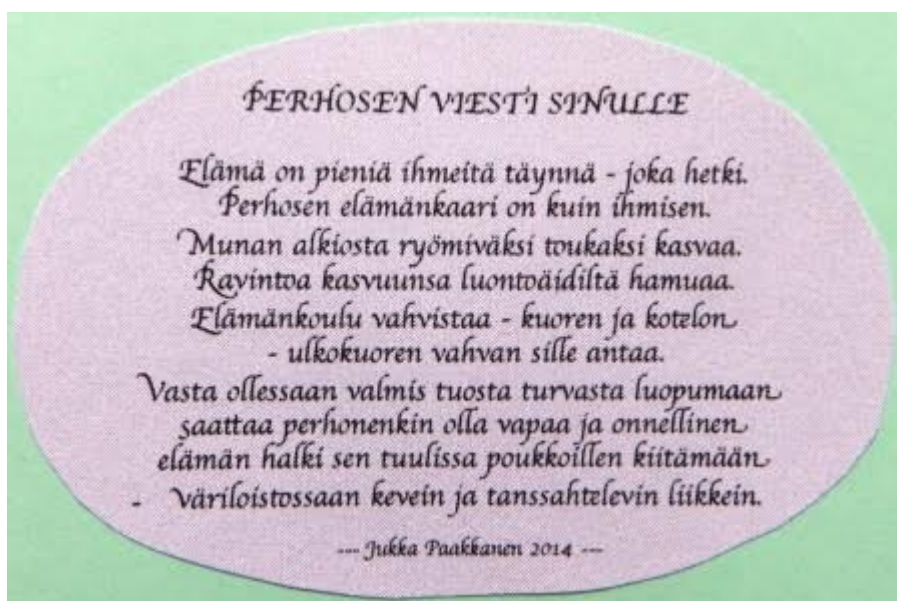 PERHOSEN VIESTI SINULLE
Elämä on pieniä ihmeitä täynnä - joka hetki.
Perhosen elämänkaari on kuin ihmisen.
Munan alkiosta ryömiväksi toukaksi kasvaa.
Ravintoa kasvuunsa luontoäidiltä hamuaa.
Elämänkoulu vahvistaa - kuoren ja kotelon
- ulkokuoren vahvan sille antaa.
Vasta ollessaan valmis tuosta turvasta luopumaan
saattaa perhonenkin olla vapaa ja onnellinen
elämän halki sen tuulissa poukkoillen kiitämään
- väriloistossaan kevein ja tanssahtelevin liikkein.
--- Jukka Paakkanen 2014 ---